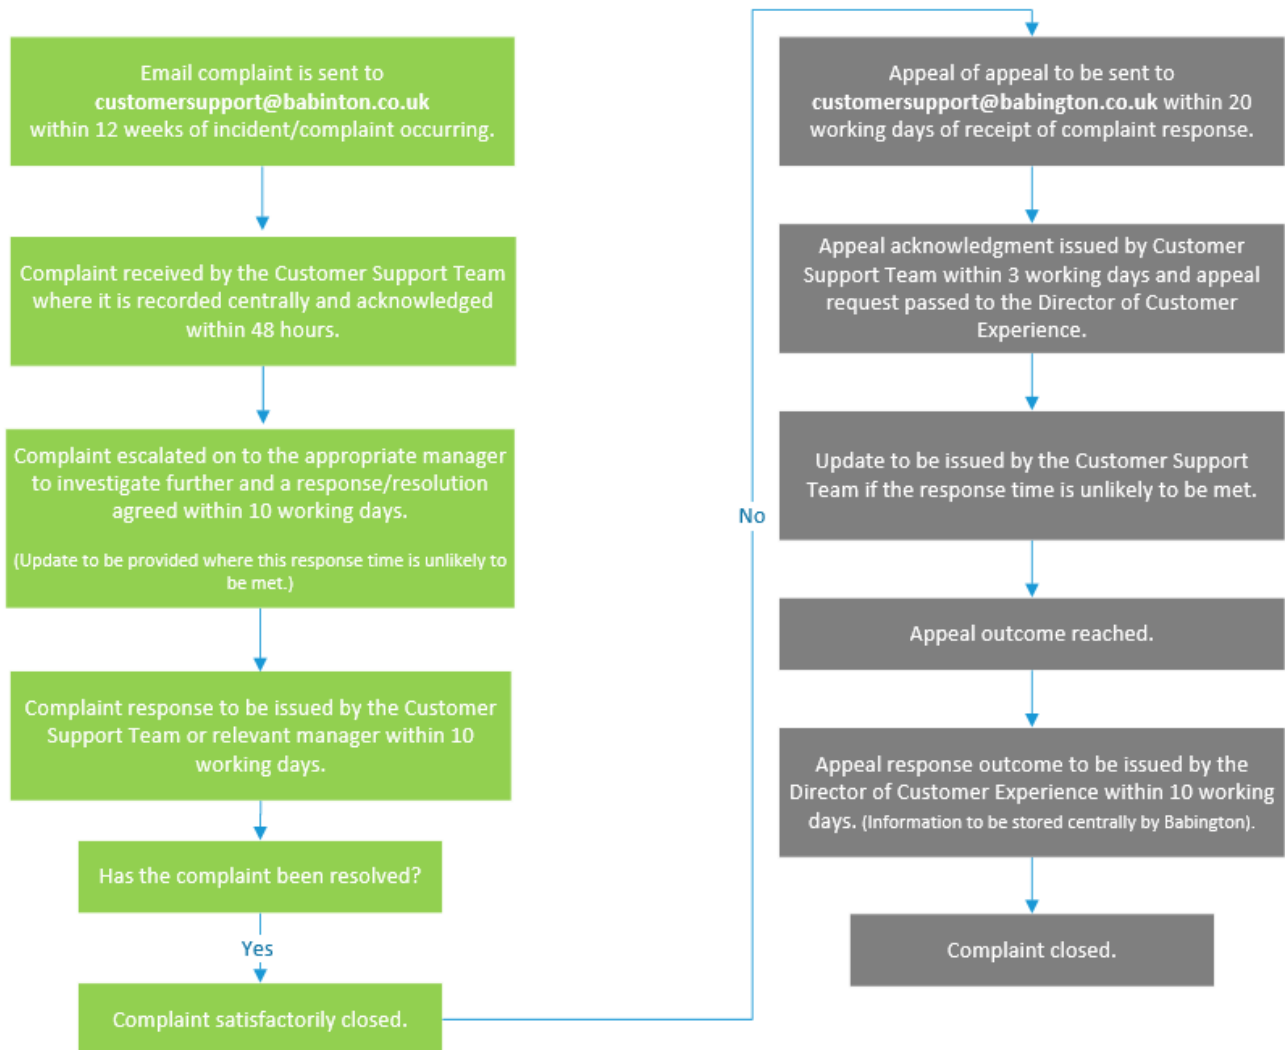 Email complaint is sent to
customersupport@babinton.co.uk
within 12 weeks of incident/complaint occurring.
Complaint received by the Customer Support Team
where it is recorded centrally and acknowledged
within 48 hours.
Complaint escalated on to the appropriate manager
to investigate further and a response/resolution
agreed within 10 working days.
(Update to be provided where this response time is unlikely to
be met.)
Complaint response to be issued by the Customer
Support Team or relevant manager within 10
working days.
Has the complaint been resolved?
Yes
Complaint satisfactorily closed.
No
Appeal of appeal to be sent to
customersupport@babington.co.uk within 20
working days of receipt of complaint response.
Appeal acknowledgment issued by Customer
Support Team within 3 working days and appeal
request passed to the Director of Customer
Experience.
Update to be issued by the Customer Support
Team if the response time is unlikely to be met.
Appeal outcome reached.
Appeal response outcome to be issued by the
Director of Customer Experience within 10 working
days. (Information to be stored centrally by Babington).
Complaint closed.